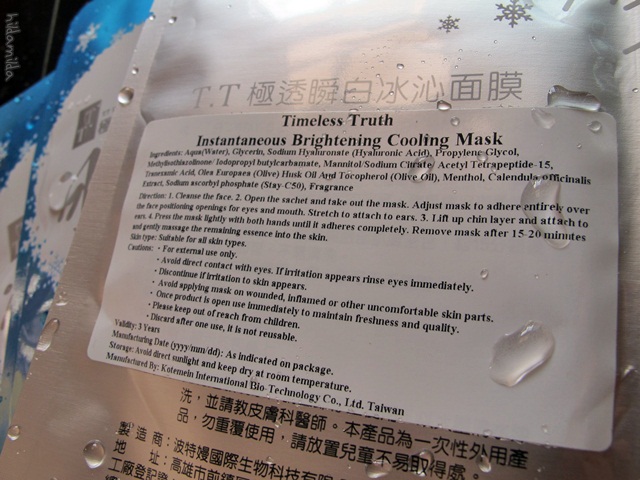 hildamilda
T.T 極透瞬白冰沁面膜
Timeless Truth
Instantaneous Brightening Cooling Mask
Ingredients: Aqua(Water), Glycerin, Sodium Hyaluronate (Hyaluronic Acid), Propylene Glycol,
Methylisothiazolinone/ Iodopropyl butylcarbamate, Mannitol/ Sodium Citrate/ Acetyl Tetrapeptide-15,
Tranexamic Acid, Olea Europaea (Olive) Husk Oil And Tocopherol (Olive Oil), Menthol, Calendula officinalis
Extract, Sodium ascorbyl phosphate (Stay-C50), Fragrance
Direction: 1. Cleanse the face. 2. Open the sachet and take out the mask. Adjust mask to adhere entirely over
the face positioning openings for eyes and mouth. Stretch to attach to ears. 3. Lift up chin layer and attach to
ears. 4. Press the mask lightly with both hands until it adheres completely. Remove mask after 15-20 minutes
and gently massage the remaining essence into the skin.
Skin type: Suitable for all skin types.
Cautions: • For external use only.
• Avoid direct contact with eyes. If irritation appears rinse eyes immediately.
• Discontinue if irritation to skin appears.
• Avoid applying mask on wounded, inflamed or other uncomfortable skin parts.
• Once product is open use immediately to maintain freshness and quality.
• Please keep out of reach from children.
• Discard after one use, it is not reusable.
Validity: 3 Years
Manufacturing Date (yyyy/mm/dd): As indicated on package.
Storage: Avoid direct sunlight and keep dry at room temperature.
Manufactured By: Kotemein International Bio-Technology Co., Ltd. Taiwan
洗，並請教皮膚科醫師。本產品為一次性外用產
品，勿重覆使用，請放置兒童不易取得處。
製造商：波特嫚國際生物科技有限
地址：高雄市前鎮
工廠登記